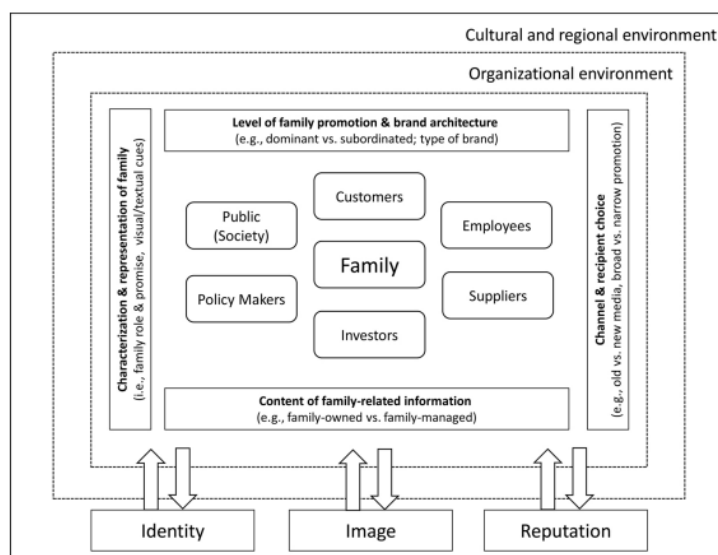 Cultural and regional environment
Organizational environment
Characterization & representation of family
(i.e., family role & promise, visual/textual cues)
Level of family promotion & brand architecture
(e.g., dominant vs. subordinated; type of brand)
Customers
Public
(Society)
Employees
Family
Policy Makers
Suppliers
Investors
Content of family-related information
(e.g., family-owned vs. family-managed)
Channel & recipient choice
(e.g., old vs. new media, broad vs. narrow promotion)
Identity
Image
Reputation